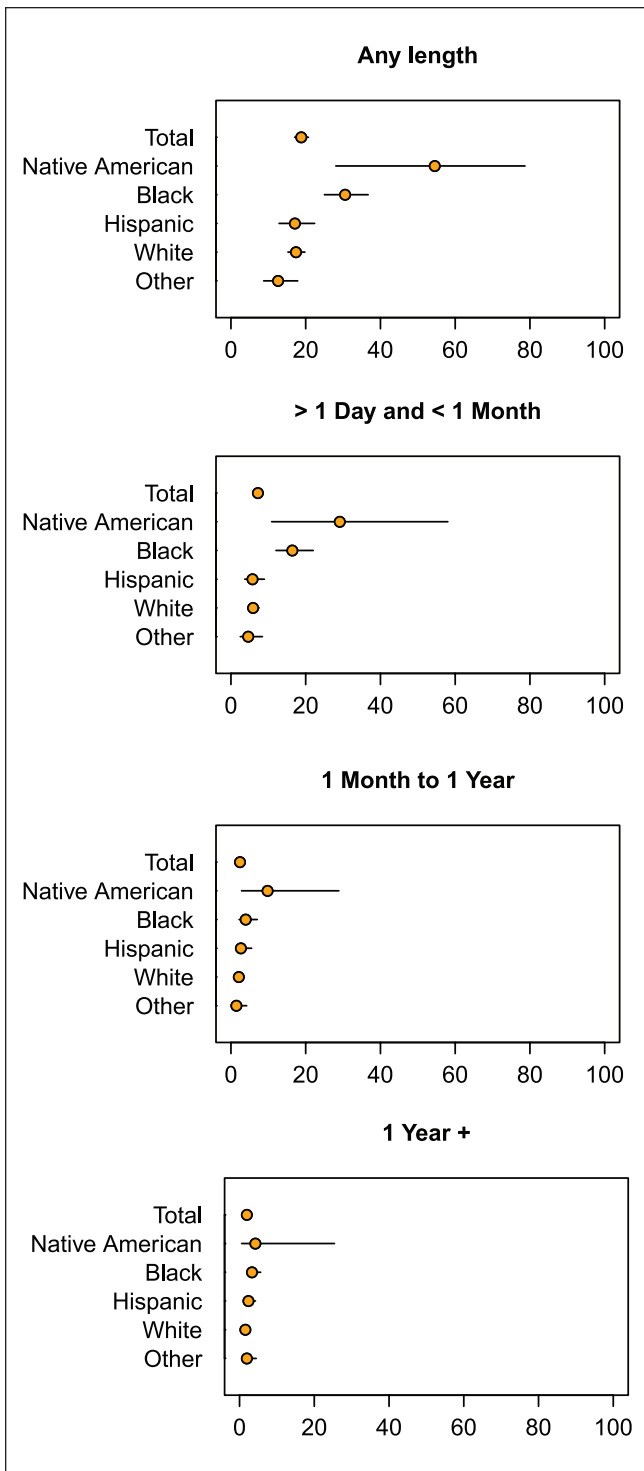 Any length
Total
Native American
Black
Hispanic
White
Other
0 20 40 60 80 100
> 1 Day and < 1 Month
Total
Native American
Black
Hispanic
White
Other
0 20 40 60 80 100
1 Month to 1 Year
Total
Native American
Black
Hispanic
White
Other
0 20 40 60 80 100
1 Year +
Total
Native American
Black
Hispanic
White
Other
0 20 40 60 80 100